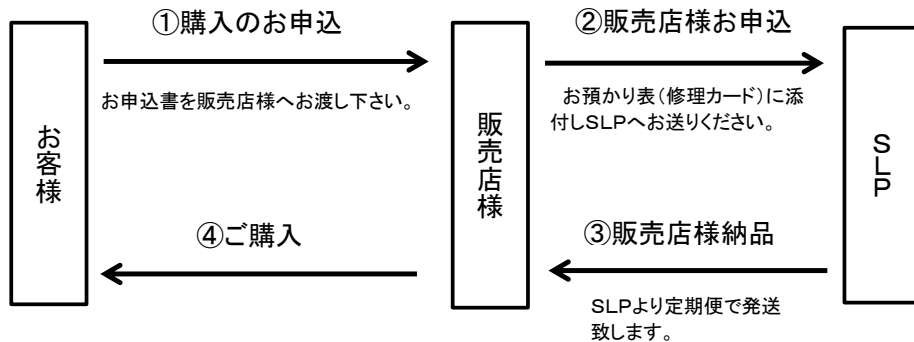 ①購入のお申込
②販売店様お申込
お申込書を販売店様へお渡し下さい。
お預かり表(修理カード)に添
付しSLPへお送りください。
お客様
販売店様
SLP
④ご購入
③販売店様納品
SLPより定期便で発送
致します。